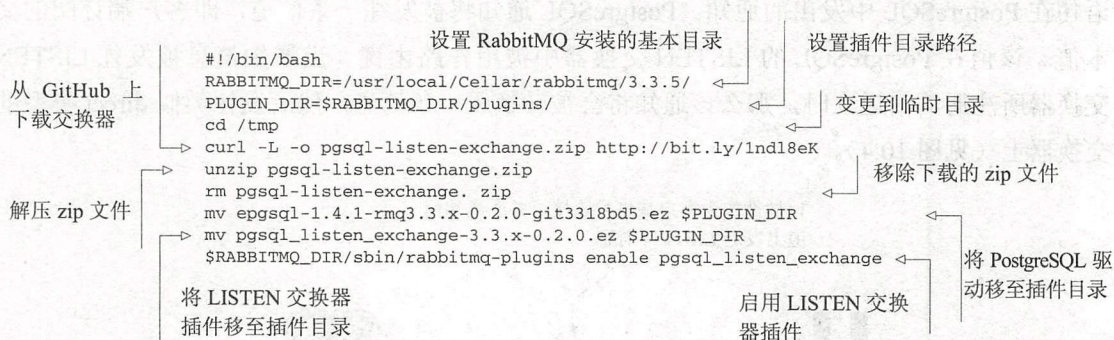 设置 RabbitMQ 安装的基本目录
设置插件目录路径
#!/bin/bash
RABBITMQ_DIR=/usr/local/Cellar/rabbitmq/3.3.5/
从 GitHub 上
下载交换器
PLUGIN_DIR=$RABBITMQ_DIR/plugins/
变更到临时目录
cd /tmp
curl -L -o pgsql-listen-exchange.zip http://bit.ly/1ndl8eK
unzip pgsql-listen-exchange.zip
移除下载的 zip 文件
rm pgsql-listen-exchange. zip
解压 zip 文件
mv epgsql-1.4.1-rmq3.3.x-0.2.0-git3318bd5.ez $PLUGIN_DIR
mv pgsql_listen_exchange-3.3.x-0.2.0.ez $PLUGIN_DIR
$RABBITMQ_DIR/sbin/rabbitmq-plugins enable pgsql_listen_exchange
将 PostgreSQL 驱
动移至插件目录
将 LISTEN 交换器
插件移至插件目录
启用 LISTEN 交换
器插件